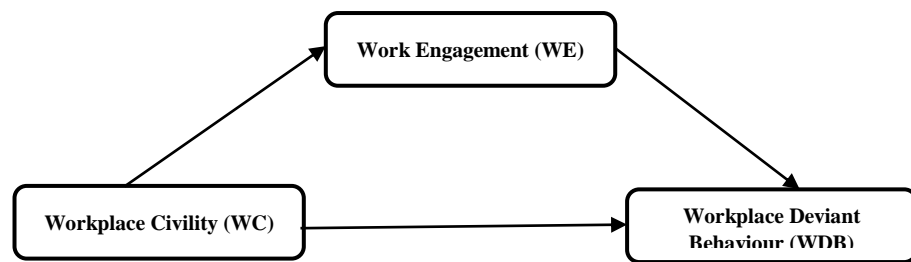 Work Engagement (WE)
Workplace Civility (WC)
Workplace Deviant
Behaviour (WDB)